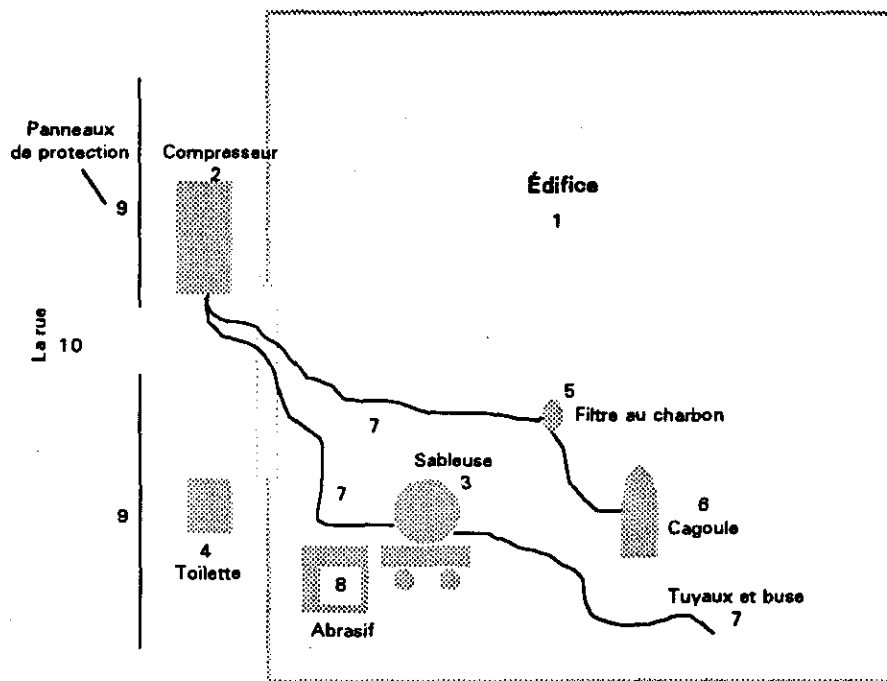 Panneaux
de protection
9
Compresseur
2
Édifice
1
La rue
10
5
Filtre au charbon
7
Sableuse
3
7
9
4
Toilette
6
Cagoule
8
Abrasif
Tuyaux et buse
7